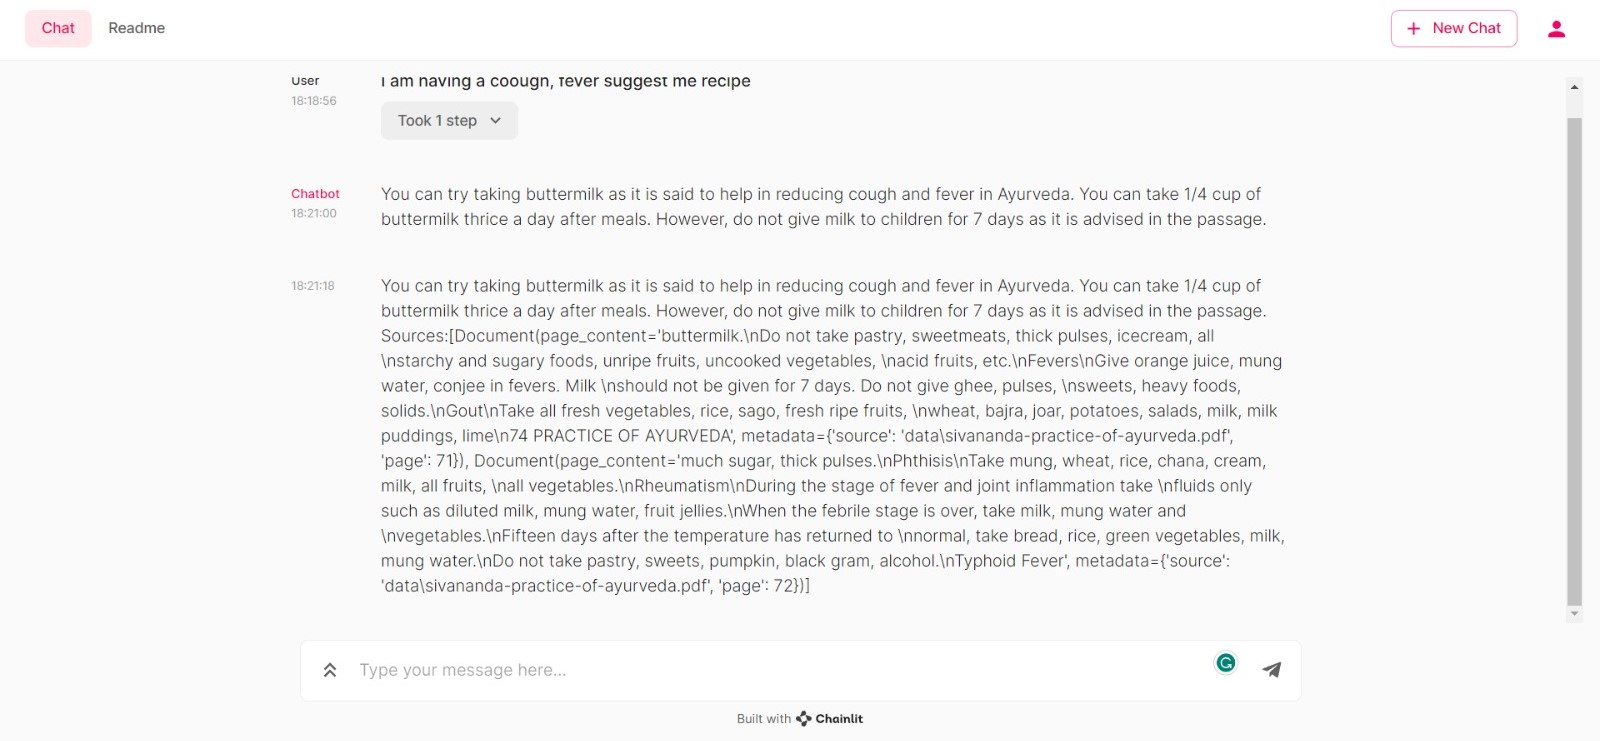 Chat
Readme
New Chat
User
I am having a coough, fever suggest me recipe
18:18:56
Took 1 step
Chatbot
18:21:00
You can try taking buttermilk as it is said to help in reducing cough and fever in Ayurveda. You can take 1/4 cup of
buttermilk thrice a day after meals. However, do not give milk to children for 7 days as it is advised in the passage.
18:21:18
You can try taking buttermilk as it is said to help in reducing cough and fever in Ayurveda. You can take 1/4 cup of
buttermilk thrice a day after meals. However, do not give milk to children for 7 days as it is advised in the passage.
Sources:[Document(page_content='buttermilk.\nDo not take pastry, sweetmeats, thick pulses, icecream, all
\nstarchy and sugary foods, unripe fruits, uncooked vegetables, \nacid fruits, etc.\nFevers\nGive orange juice, mung
water, conjee in fevers. Milk \nshould not be given for 7 days. Do not give ghee, pulses, \nsweets, heavy foods,
solids.\nGout\nTake all fresh vegetables, rice, sago, fresh ripe fruits, \nwheat, bajra, joar, potatoes, salads, milk, milk
puddings, lime\n74 PRACTICE OF AYURVEDA', metadata={'source': 'data\sivananda-practice-of-ayurveda.pdf',
'page': 71}), Document(page_content='much sugar, thick pulses.\nPhthisis\nTake mung, wheat, rice, chana, cream,
milk, all fruits, \nall vegetables.\nRheumatism\nDuring the stage of fever and joint inflammation take \nfluids only
such as diluted milk, mung water, fruit jellies.\nWhen the febrile stage is over, take milk, mung water and
\nvegetables.\nFifteen days after the temperature has returned to \nnormal, take bread, rice, green vegetables, milk,
mung water.\nDo not take pastry, sweets, pumpkin, black gram, alcohol.\nTyphoid Fever', metadata={'source':
'data\sivananda-practice-of-ayurveda.pdf', 'page': 72})]
Type your message here...
Built with Chainlit